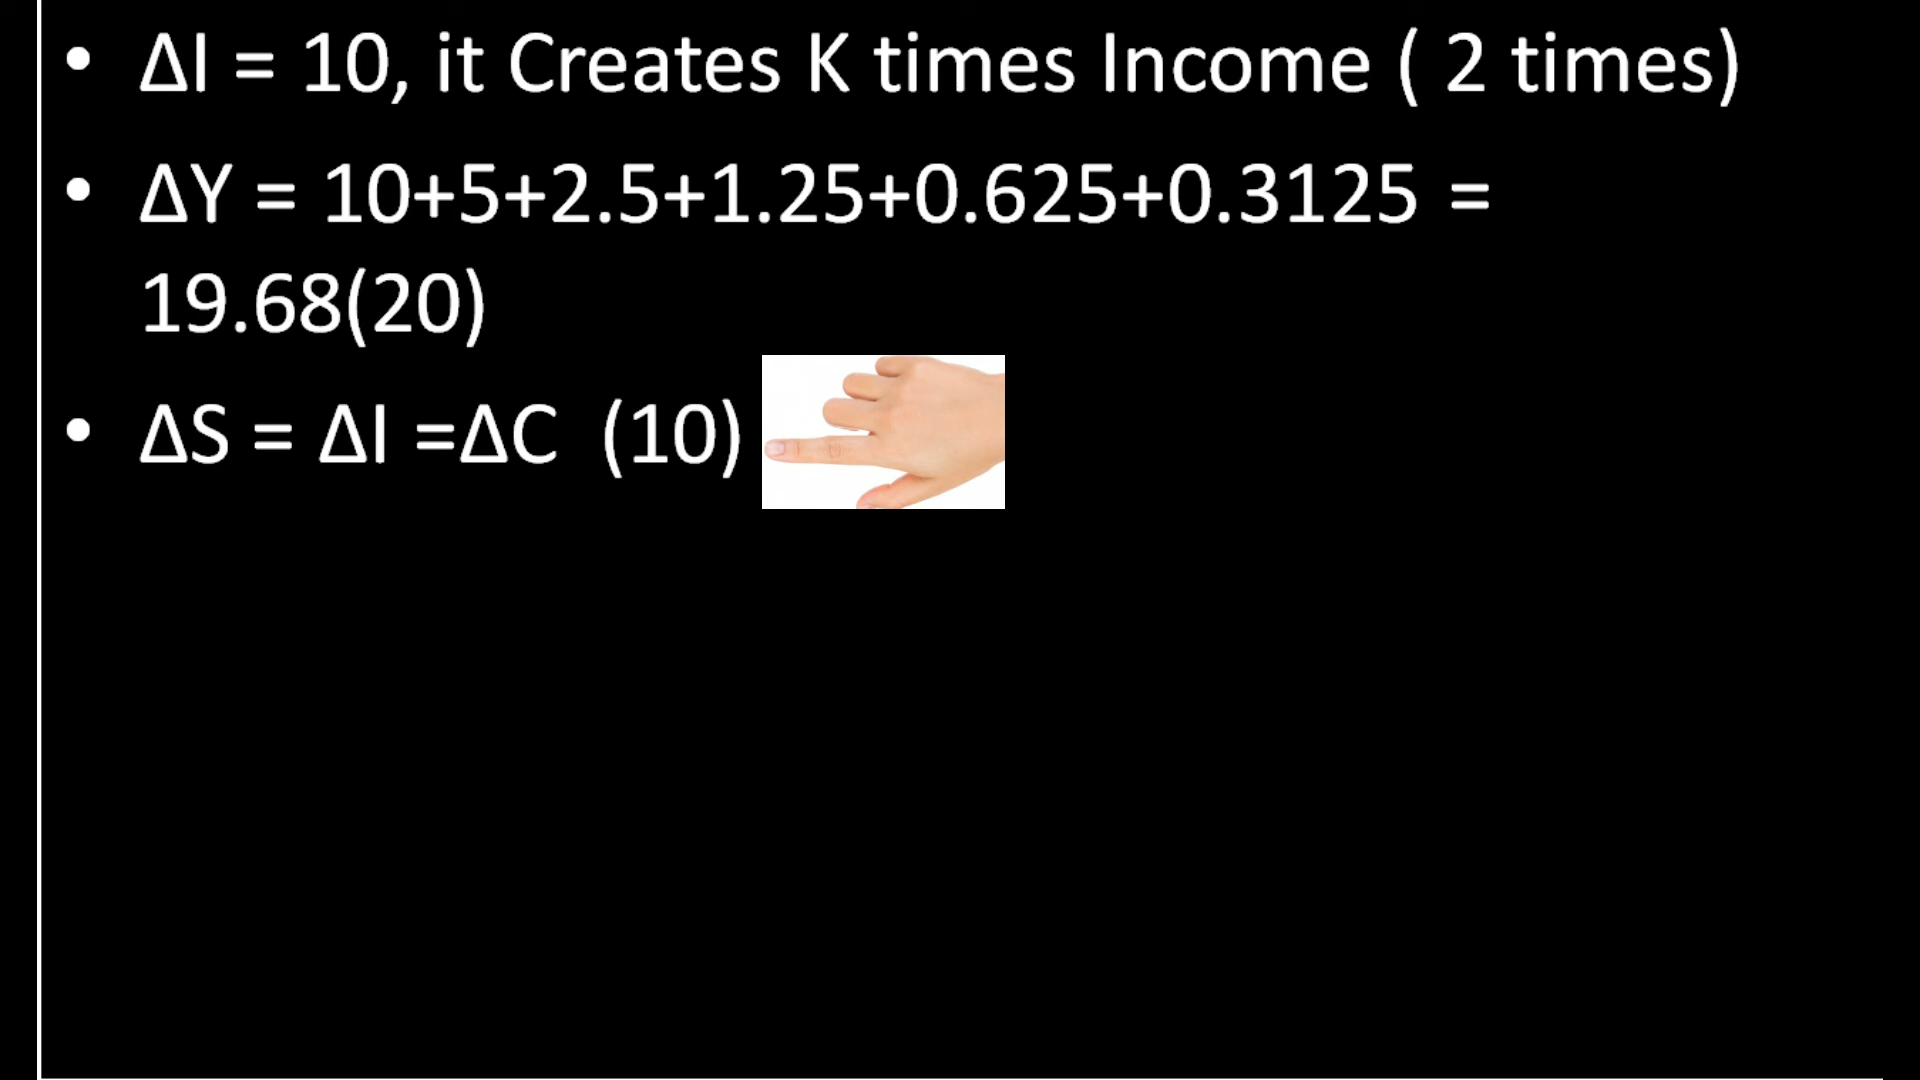 • ΔI = 10, it Creates K times Income ( 2 times)
• ΔY = 10+5+2.5+1.25+0.625+0.3125 =
19.68(20)
• ΔS = ΔI =ΔC (10)